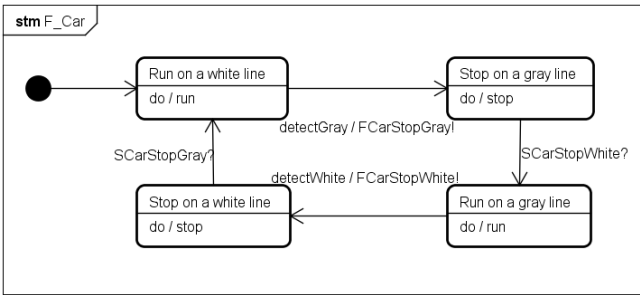 stm F_Car
Run on a white line
do / run
Stop on a gray line
do / stop
detectGray / FCarStopGray!
SCarStopGray?
SCarStopWhite?
detectWhite / FCarStopWhite!
Stop on a white line
do / stop
Run on a gray line
do / run